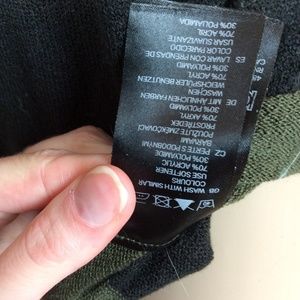 GB WASH WITH SIMILAR
COLOURS
USE SOFTENER
70% ACRYLIC
30% POLYAMIDE
CZ PERTE S PODOBNÝMI
BARVAMI
POUŽIJTE ZMĚKČOVACÍ
PROSTŘEDEK
70% AKRYL
30% POLYAMID
DE MIT ÄHNLICHEN FARBEN
WASCHEN
WEICHSPÜLER BENUTZEN
70% ACRYL
30% POLYAMID
ES LAVAR CON PRENDAS DE
COLOR PARECIDO
USAR SUAVIZANTE
70% ACRIL
30% POLIAMIDA